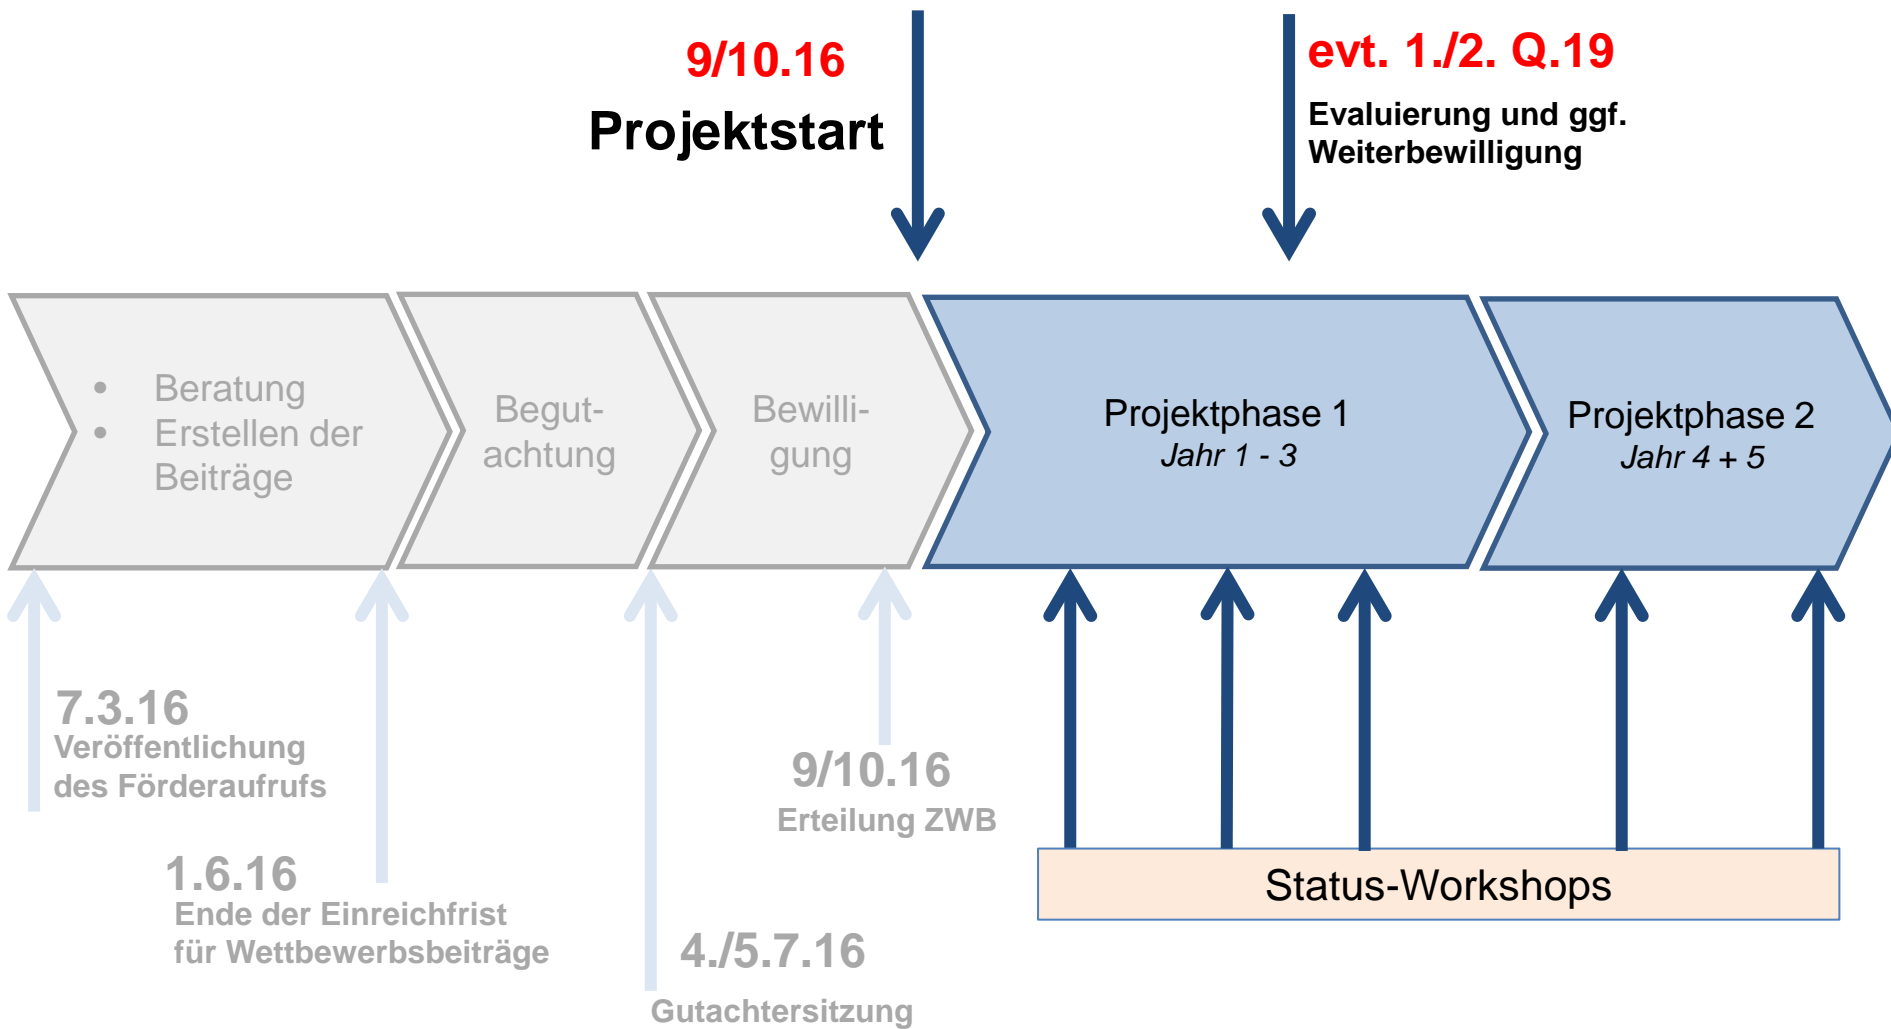 9/10.16
Projektstart
evt. 1./2. Q.19
Evaluierung und ggf.
Weiterbewilligung
• Beratung
• Erstellen der
Beiträge
Begut-
achtung
Bewilli-
gung
Projektphase 1
Jahr 1 - 3
Projektphase 2
Jahr 4 + 5
7.3.16
Veröffentlichung
des Förderaufrufs
1.6.16
Ende der Einreichfrist
für Wettbewerbsbeiträge
4./5.7.16
Gutachtersitzung
9/10.16
Erteilung ZWB
Status-Workshops